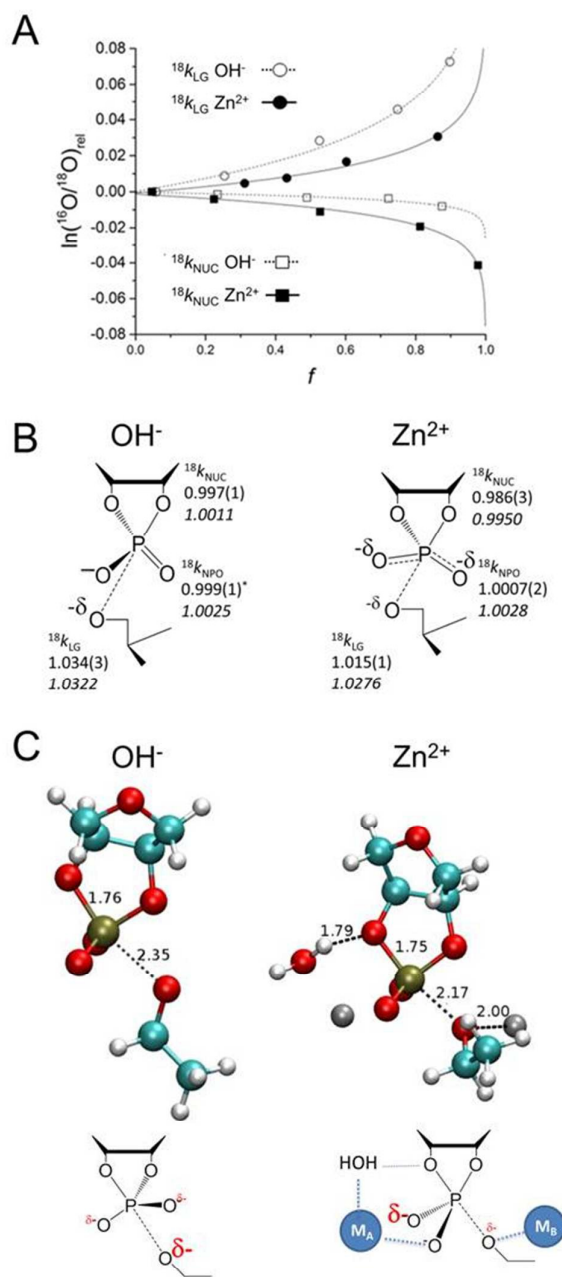 A
0.08
0.06
0.04
0.02
0.00
-0.02
-0.04
-0.06
-0.08
ln(¹⁶O/¹⁸O)rel
¹⁸kLG OH-
¹⁸kLG Zn²⁺
¹⁸kNUC OH-
¹⁸kNUC Zn²⁺
0.0 0.2 0.4 0.6 0.8 1.0
f
B
OH⁻ Zn²⁺
¹⁸kNUC
0.997(1)
1.0011
O O
P
–O O
¹⁸kNPO
0.999(1)*
1.0025
-δ
O
¹⁸kLG
1.034(3)
1.0322
¹⁸kNUC
0.986(3)
0.9950
O O
-δ
O P O
-δ
¹⁸kNPO
1.0007(2)
1.0028
-δ
O
¹⁸kLG
1.015(1)
1.0276
C
OH⁻ Zn²⁺
1.76
2.35
1.79
1.75
2.17
2.00
O O
P
O O
δ- δ-
O δ-
HOH O O
δ- O P
MA O O δ- MB